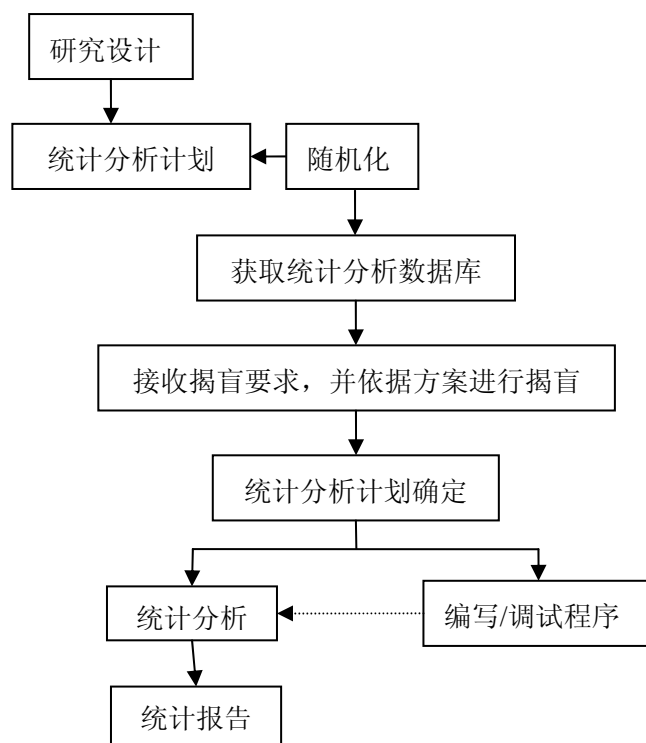 研究设计
统计分析计划
随机化
获取统计分析数据库
接收揭盲要求，并依据方案进行揭盲
统计分析计划确定
统计分析
编写/调试程序
统计报告